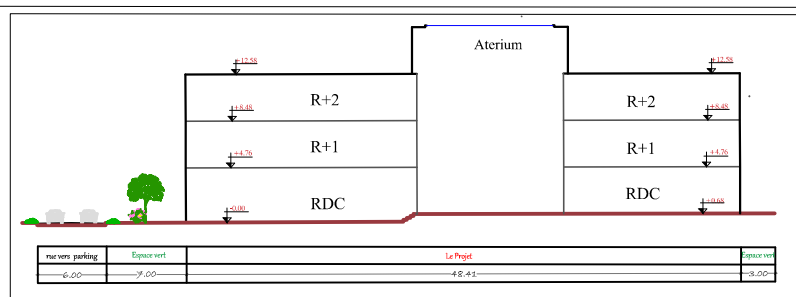 Aterium
+12.58
+12.58
R+2
R+2
+8.48
+8.48
R+1
R+1
+4.76
+4.76
RDC
RDC
-0.00
+0.68
rue vers parking Espace vert Le Projet Espace vert
6.00 7.00 48.41 3.00